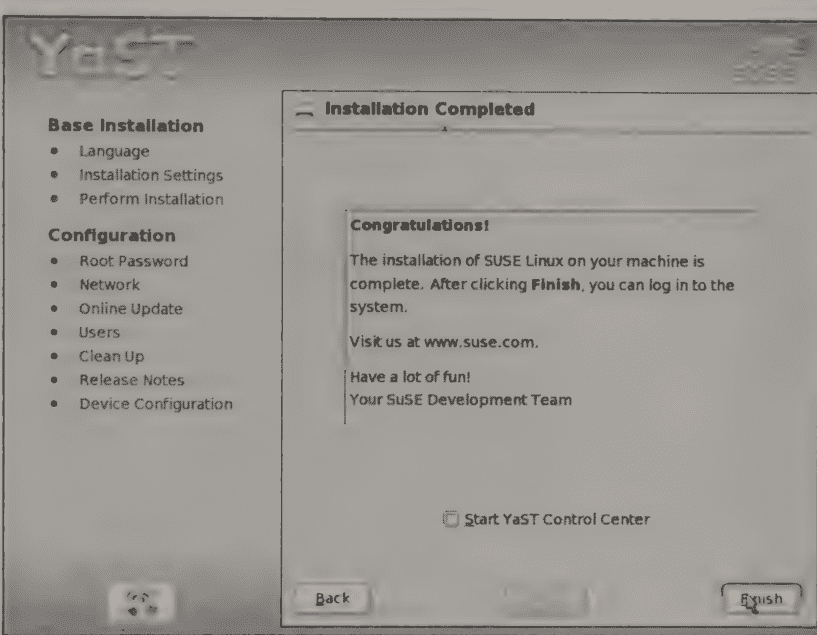 YaST
SUSE
Base Installation
• Language
• Installation Settings
• Perform Installation
Configuration
• Root Password
• Network
• Online Update
• Users
• Clean Up
• Release Notes
• Device Configuration
Installation Completed
Congratulations!
The installation of SUSE Linux on your machine is
complete. After clicking Finish, you can log in to the
system.
Visit us at www.suse.com.
Have a lot of fun!
Your SuSE Development Team
Start YaST Control Center
Back
Finish